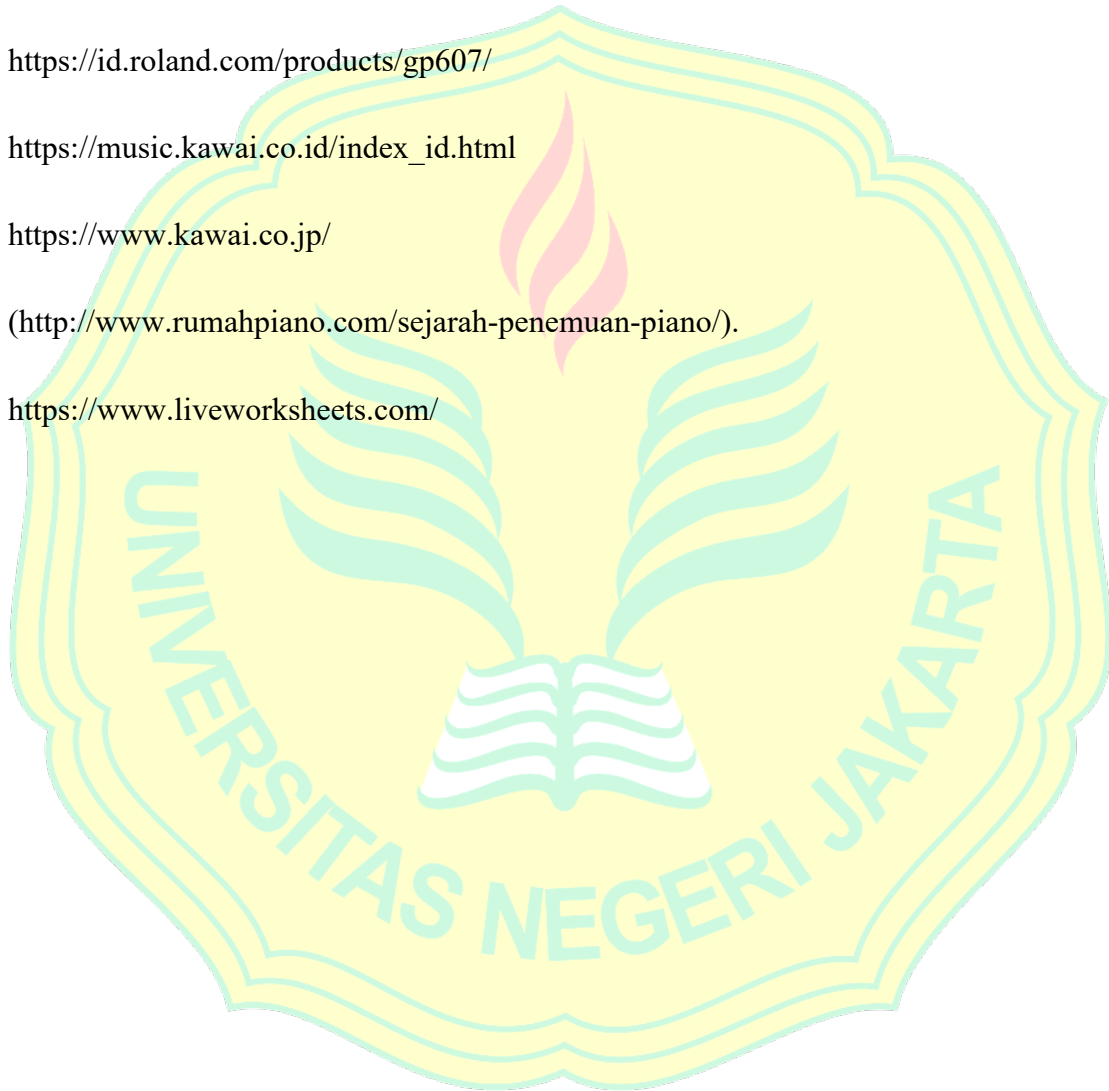 https://id.roland.com/products/gp607/
https://music.kawai.co.id/index_id.html
https://www.kawai.co.jp/
(http://www.rumahpiano.com/sejarah-penemuan-piano/).
https://www.liveworksheets.com/
UNIVERSITAS NEGERI JAKARTA